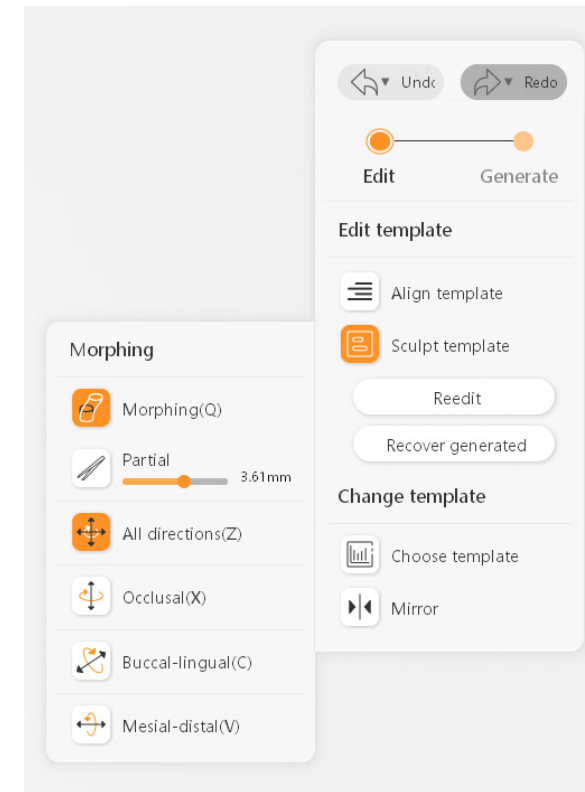 Undo
Redo
Edit
Generate
Edit template
Align template
Sculpt template
Reedit
Recover generated
Change template
Choose template
Mirror
Morphing
Morphing(Q)
Partial
3.61mm
All directions(Z)
Occlusal(X)
Buccal-lingual(C)
Mesial-distal(V)